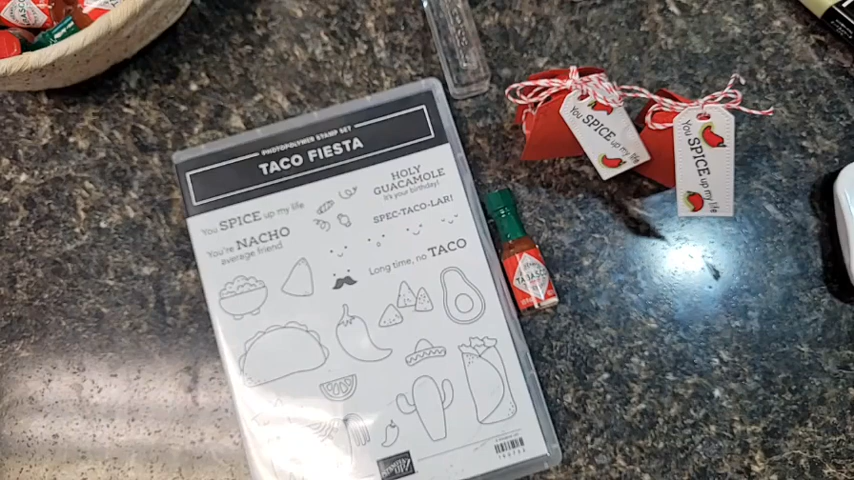 PHOTOPOLYMER STAMP SET
TACO FIESTA
You SPICE up my life
HOLY
GUACAMOLE
It's your birthday!
You're NACHO
average friend.
SPEC-TACO-LAR!
Long time, no TACO
TABASCO
You SPICE up my life
You SPICE up my life